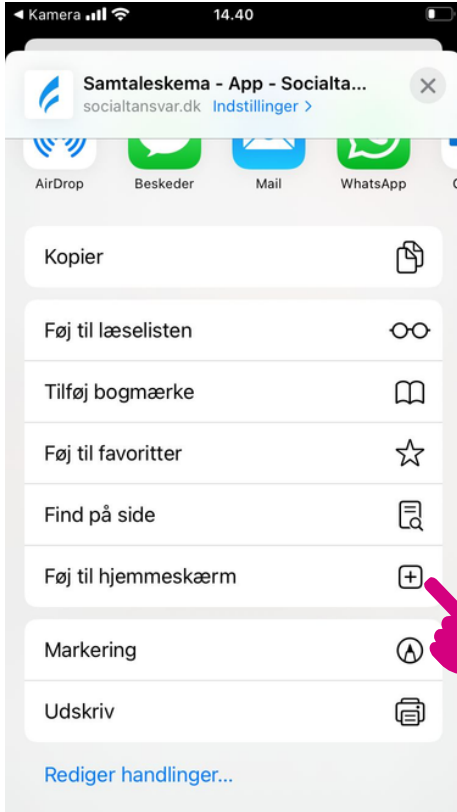 ◀ Kamera 14.40
Samtaleskema - App - Socialta...
socialtansvar.dk Indstillinger >
AirDrop Beskeder Mail WhatsApp
Kopier
Føj til læselisten
Tilføj bogmærke
Føj til favoritter
Find på side
Føj til hjemmeskærm
Markering
Udskriv
Rediger handlinger...